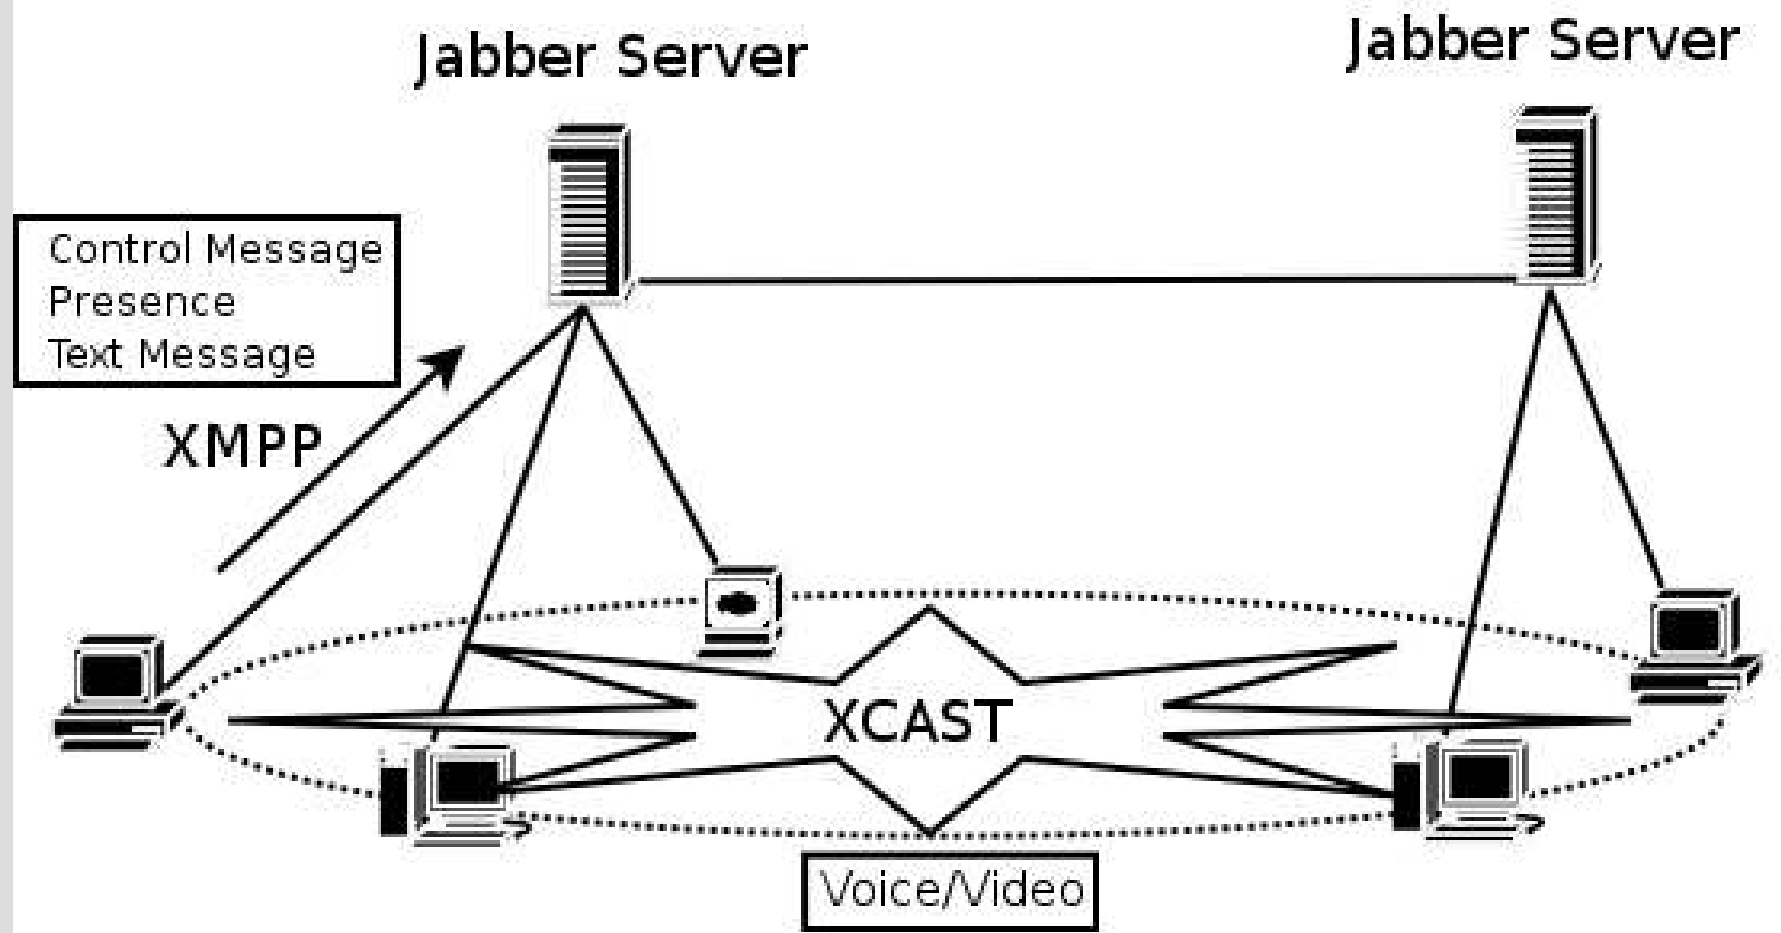 Jabber Server
Jabber Server
Control Message
Presence
Text Message
XMPP
XCAST
Voice/Video